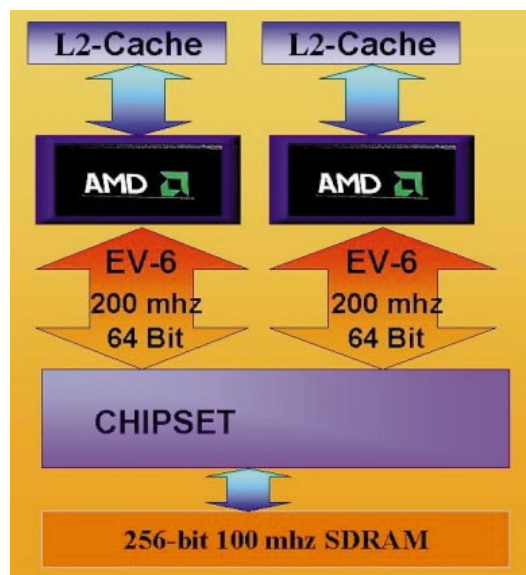 L2-Cache L2-Cache
AMD AMD
EV-6 EV-6
200 mhz 200 mhz
64 Bit 64 Bit
CHIPSET
256-bit 100 mhz SDRAM